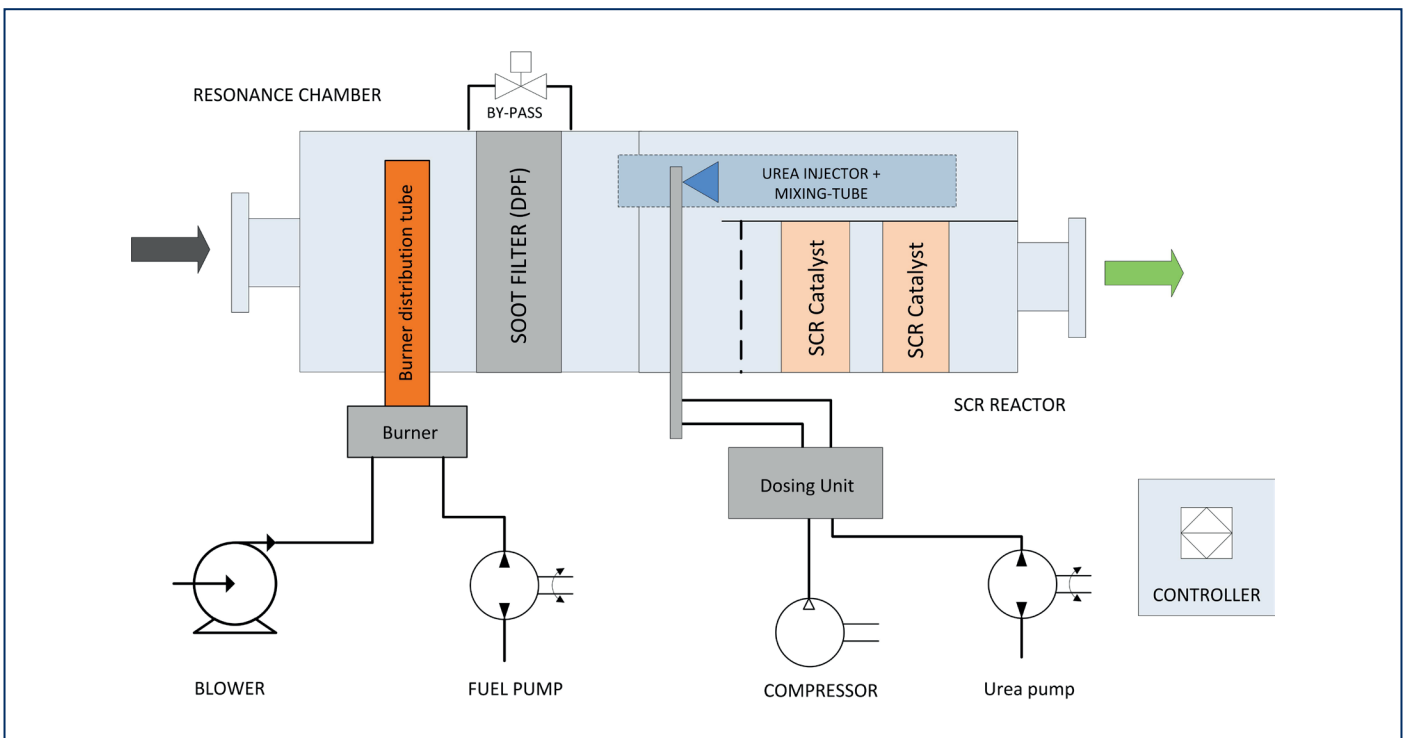 RESONANCE CHAMBER
BY-PASS
Burner distribution tube
SOOT FILTER (DPF)
UREA INJECTOR +
MIXING-TUBE
SCR Catalyst
SCR Catalyst
SCR REACTOR
Burner
Dosing Unit
CONTROLLER
BLOWER
FUEL PUMP
COMPRESSOR
Urea pump